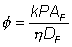 ϕ = kPA_F / ηD_F